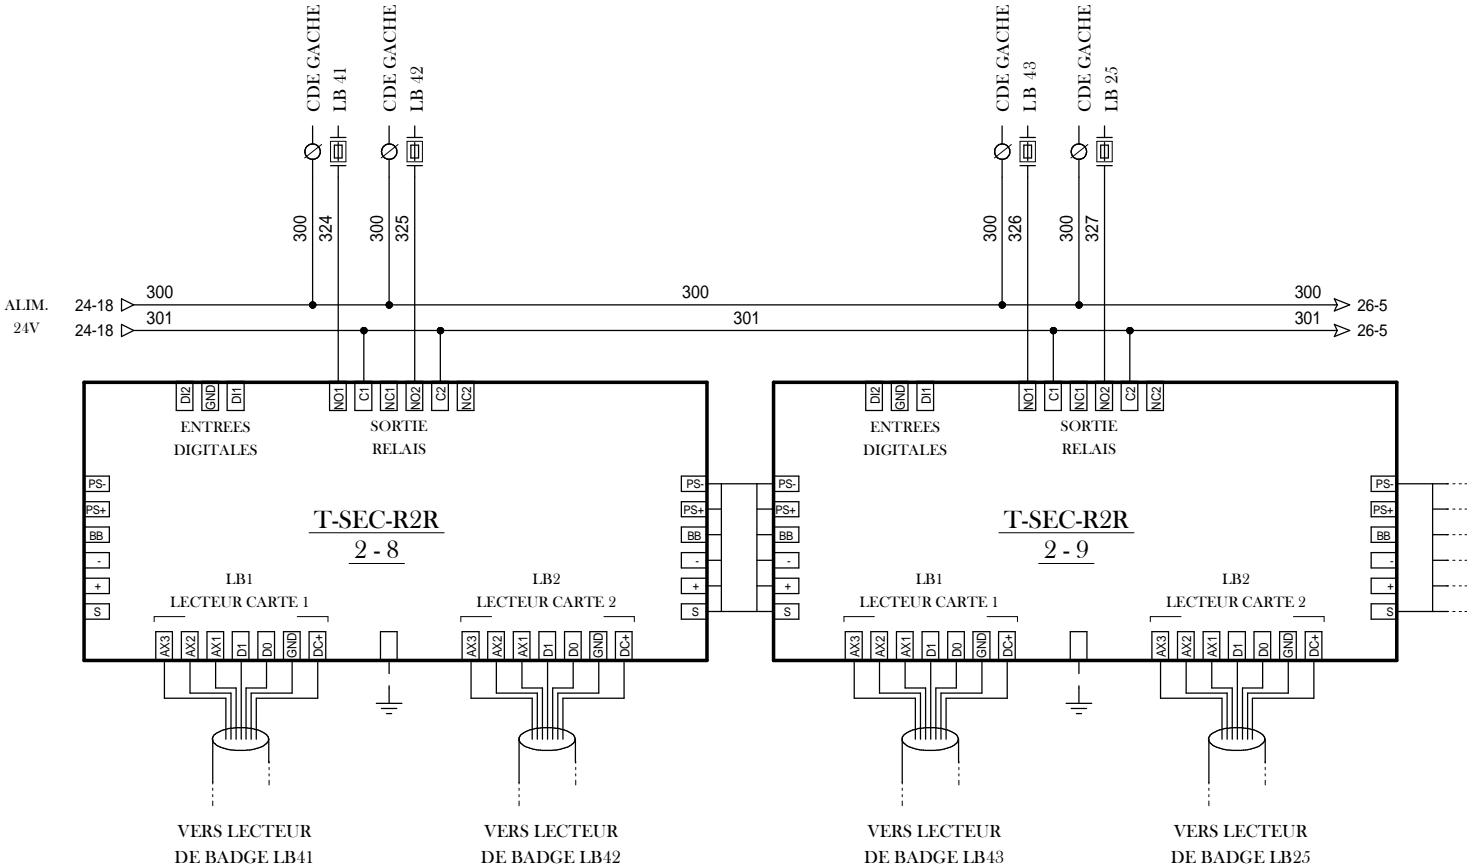 CDE GACHE
LB 41
CDE GACHE
LB 42
CDE GACHE
LB 43
CDE GACHE
LB 25
300
324
300
325
300
326
300
327
ALIM.
24V
24-18
300
300
300
26-5
24-18
301
301
301
26-5
DI2
GND
DI1
NO1
C1
NC1
NO2
C2
NC2
DI2
GND
DI1
NO1
C1
NC1
NO2
C2
NC2
ENTREES
DIGITALES
SORTIE
RELAIS
ENTREES
DIGITALES
SORTIE
RELAIS
PS-
PS+
BB
-
+
S
T-SEC-R2R
2 - 8
PS-
PS+
BB
-
+
S
PS-
PS+
BB
-
+
S
T-SEC-R2R
2 - 9
PS-
PS+
BB
-
+
S
LB1
LECTEUR CARTE 1
LB2
LECTEUR CARTE 2
LB1
LECTEUR CARTE 1
LB2
LECTEUR CARTE 2
AX3
AX2
AX1
D1
D0
GND
DC+
AX3
AX2
AX1
D1
D0
GND
DC+
AX3
AX2
AX1
D1
D0
GND
DC+
AX3
AX2
AX1
D1
D0
GND
DC+
VERS LECTEUR
DE BADGE LB41
VERS LECTEUR
DE BADGE LB42
VERS LECTEUR
DE BADGE LB43
VERS LECTEUR
DE BADGE LB25